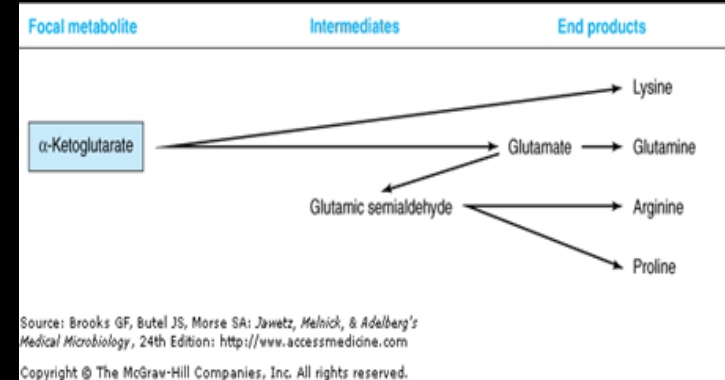 Focal metabolite Intermediates End products
Lysine
α-Ketoglutarate Glutamate Glutamine
Glutamic semialdehyde Arginine
Proline
Source: Brooks GF, Butel JS, Morse SA: Jawetz, Melnick, & Adelberg's
Medical Microbiology, 24th Edition: http://www.accessmedicine.com
Copyright © The McGraw-Hill Companies, Inc. All rights reserved.